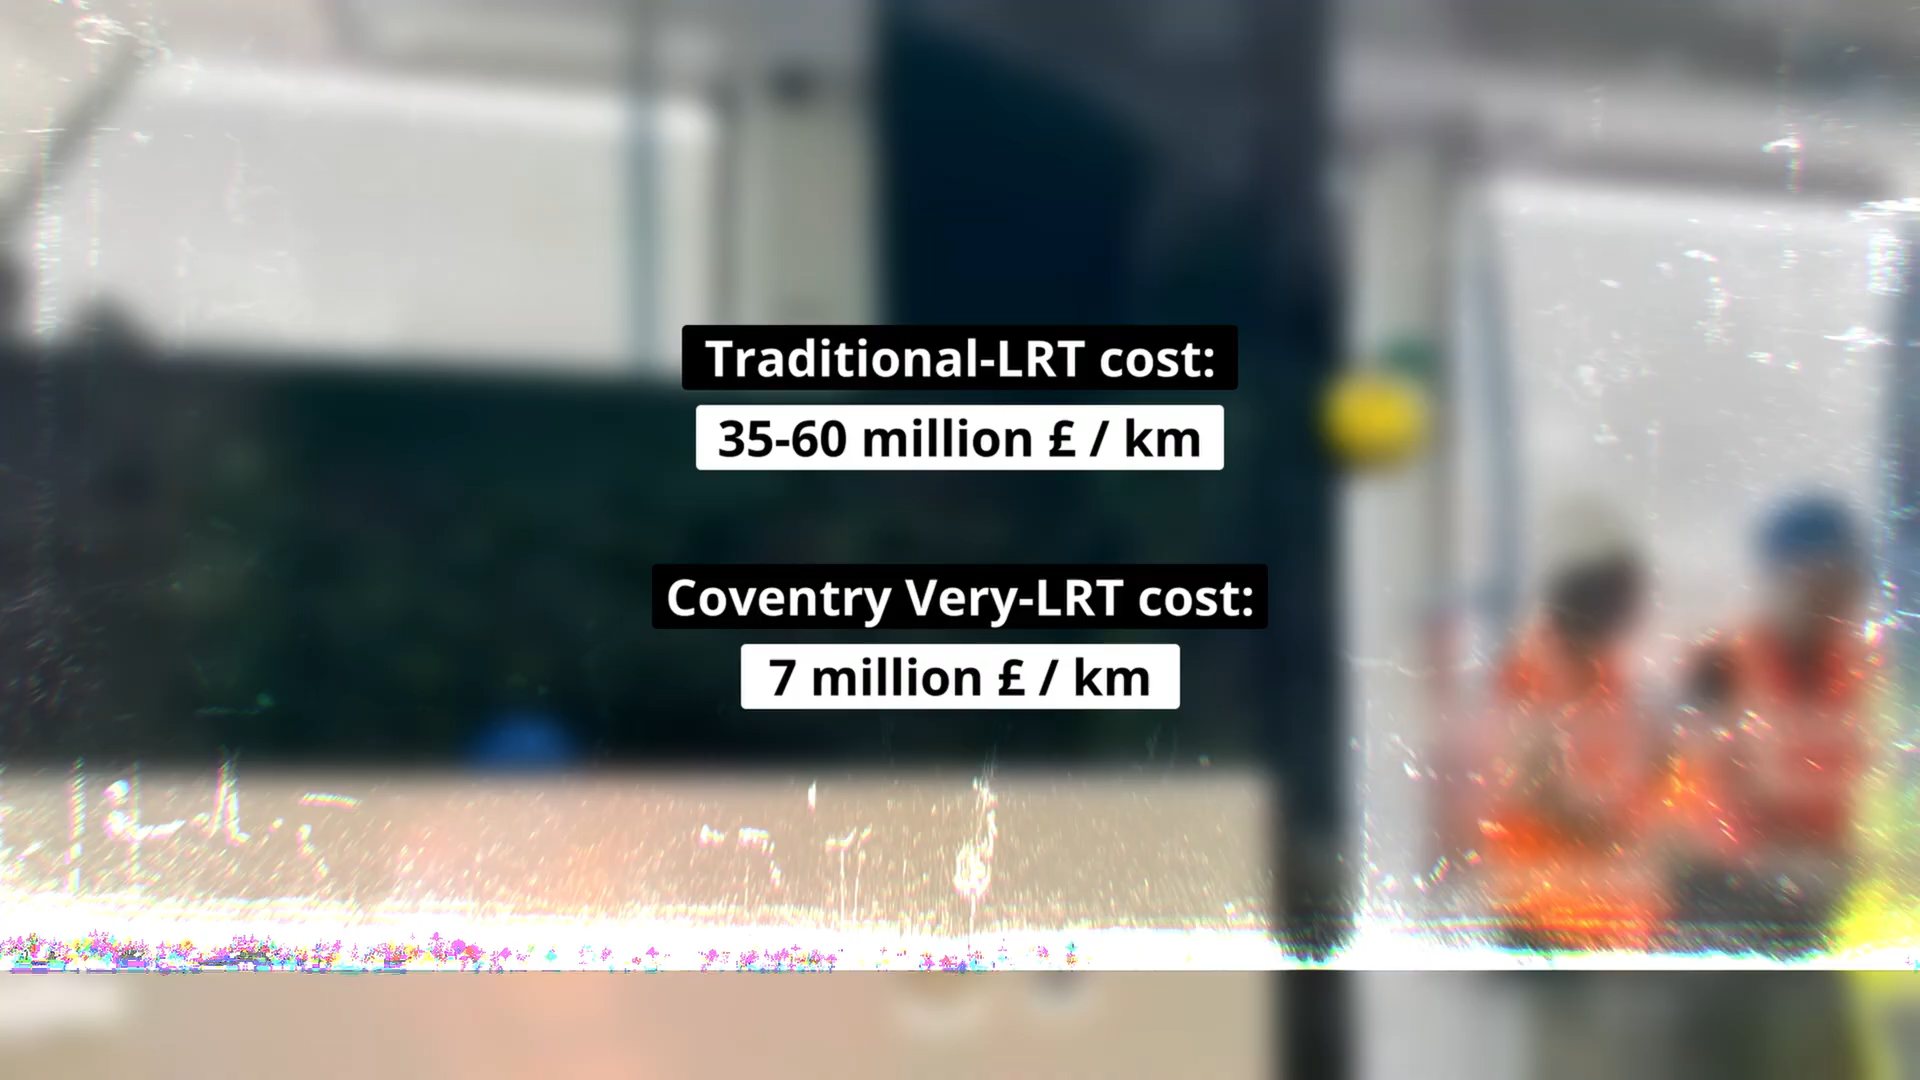 Traditional-LRT cost:
35-60 million £ / km
Coventry Very-LRT cost:
7 million £ / km